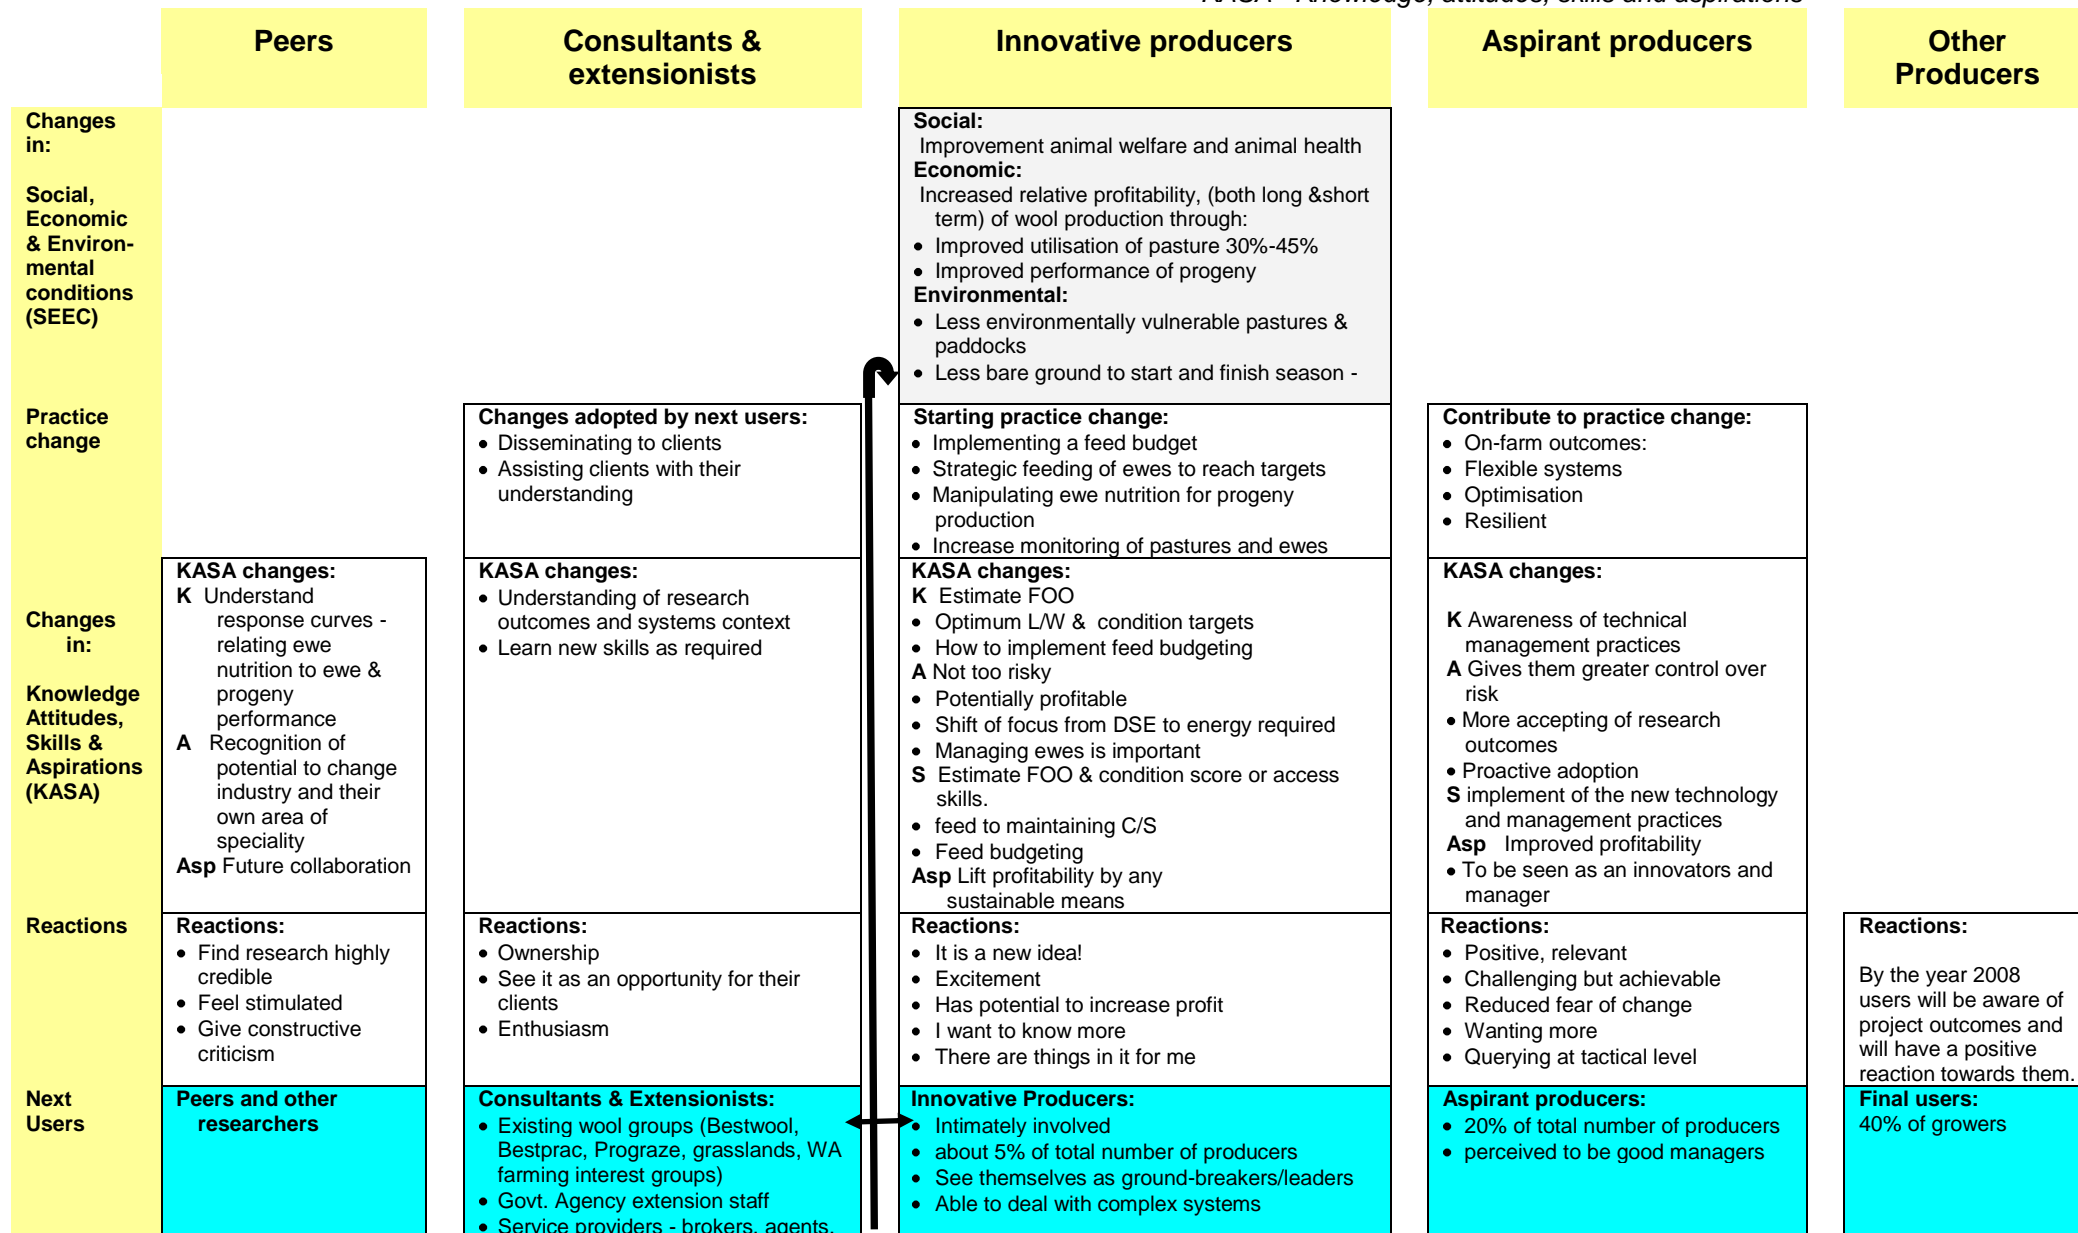 KASA - Knowledge, attitudes, skills and aspirations
Peers
Consultants &
extensionists
Innovative producers
Aspirant producers
Other
Producers
Changes
in:
Social,
Economic
& Environ-
mental
conditions
(SEEC)
Social:
Improvement animal welfare and animal health
Economic:
Increased relative profitability, (both long &short
term) of wool production through:
• Improved utilisation of pasture 30%-45%
• Improved performance of progeny
Environmental:
• Less environmentally vulnerable pastures &
paddocks
• Less bare ground to start and finish season -
Practice
change
Changes adopted by next users:
• Disseminating to clients
• Assisting clients with their
understanding
Starting practice change:
• Implementing a feed budget
• Strategic feeding of ewes to reach targets
• Manipulating ewe nutrition for progeny
production
• Increase monitoring of pastures and ewes
Contribute to practice change:
• On-farm outcomes:
• Flexible systems
• Optimisation
• Resilient
Changes
in:
Knowledge
Attitudes,
Skills &
Aspirations
(KASA)
KASA changes:
K Understand
response curves -
relating ewe
nutrition to ewe &
progeny
performance
A Recognition of
potential to change
industry and their
own area of
speciality
Asp Future collaboration
KASA changes:
• Understanding of research
outcomes and systems context
• Learn new skills as required
KASA changes:
K Estimate FOO
• Optimum L/W & condition targets
• How to implement feed budgeting
A Not too risky
• Potentially profitable
• Shift of focus from DSE to energy required
• Managing ewes is important
S Estimate FOO & condition score or access
skills.
• feed to maintaining C/S
• Feed budgeting
Asp Lift profitability by any
sustainable means
KASA changes:
K Awareness of technical
management practices
A Gives them greater control over
risk
• More accepting of research
outcomes
• Proactive adoption
S implement of the new technology
and management practices
Asp Improved profitability
• To be seen as an innovators and
manager
Reactions
Reactions:
• Find research highly
credible
• Feel stimulated
• Give constructive
criticism
Reactions:
• Ownership
• See it as an opportunity for their
clients
• Enthusiasm
Reactions:
• It is a new idea!
• Excitement
• Has potential to increase profit
• I want to know more
• There are things in it for me
Reactions:
• Positive, relevant
• Challenging but achievable
• Reduced fear of change
• Wanting more
• Querying at tactical level
Reactions:
By the year 2008
users will be aware of
project outcomes and
will have a positive
reaction towards them.
Next
Users
Peers and other
researchers
Consultants & Extensionists:
• Existing wool groups (Bestwool,
Bestprac, Prograze, grasslands, WA
farming interest groups)
• Govt. Agency extension staff
• Service providers - brokers, agents,
Innovative Producers:
• Intimately involved
• about 5% of total number of producers
• See themselves as ground-breakers/leaders
• Able to deal with complex systems
Aspirant producers:
• 20% of total number of producers
• perceived to be good managers
Final users:
40% of growers